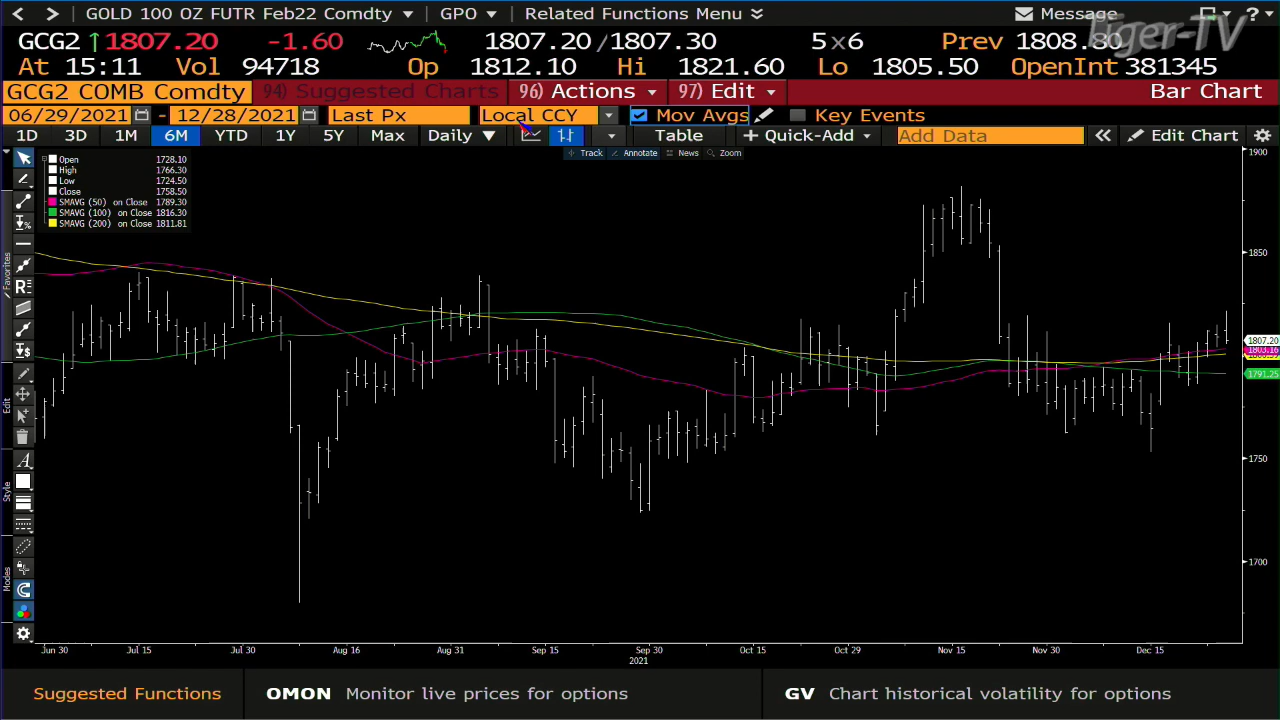 GOLD 100 OZ FUTR Feb22 Comdty GPO Related Functions Menu Message ?
Tiger-TV
GCG2 ↑1807.20 -1.60 1807.20/1807.30 5x6 Prev 1808.80
At 15:11 Vol 94718 Op 1812.10 Hi 1821.60 Lo 1805.50 OpenInt 381345
GCG2 COMB Comdty 94) Suggested Charts 96) Actions 97) Edit Bar Chart
06/29/2021 - 12/28/2021 Last Px Local CCY Mov Avgs Key Events
1D 3D 1M 6M YTD 1Y 5Y Max Daily Table + Quick-Add Add Data « Edit Chart
Track Annotate News Zoom
Open 1728.10
High 1766.30
Low 1724.50
Close 1758.50
SMAVG (50) on Close 1789.30
SMAVG (100) on Close 1816.30
SMAVG (200) on Close 1811.81
Favorites
Edit
Style
Modes
1900
1850
1807.20
1803.16
1791.25
1750
1700
Jun 30 Jul 15 Jul 30 Aug 16 Aug 31 Sep 15 Sep 30 Oct 15 Oct 29 Nov 15 Nov 30 Dec 15
2021
Suggested Functions OMON Monitor live prices for options GV Chart historical volatility for options